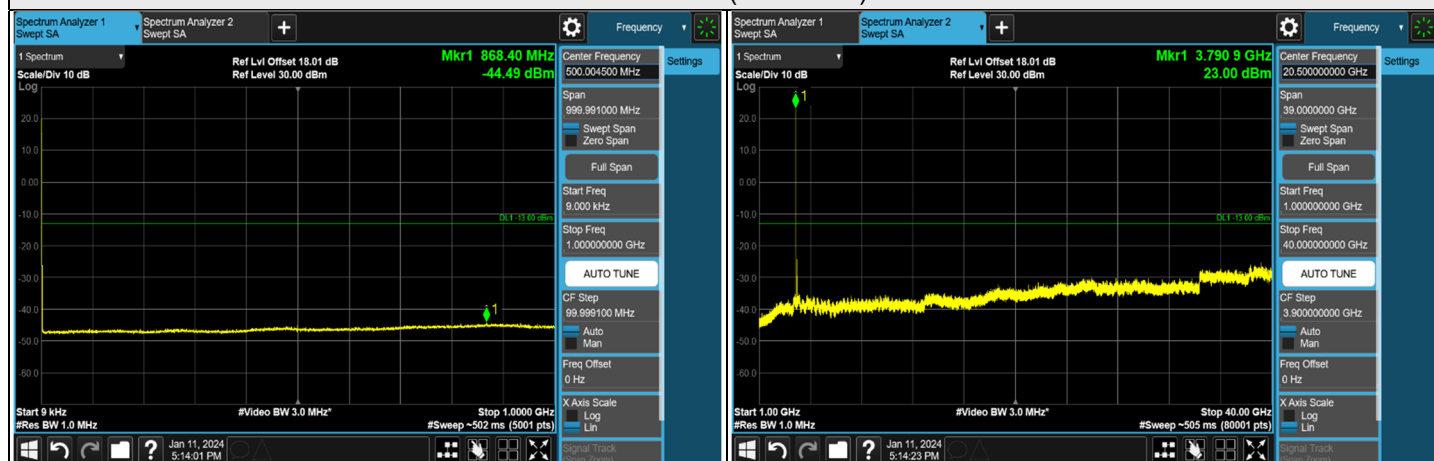 Spectrum Analyzer 1
Swept SA
Spectrum Analyzer 2
Swept SA
+
Frequency
1 Spectrum
Scale/Div 10 dB
Log
Ref Lvl Offset 18.01 dB
Ref Level 30.00 dBm
Mkr1 868.40 MHz
-44.49 dBm
1
20.0
10.0
0.00
-10.0
-20.0
-30.0
-40.0
-50.0
-60.0
DL1 -13.00 dBm
Start 9 kHz
#Res BW 1.0 MHz
#Video BW 3.0 MHz*
Stop 1.0000 GHz
#Sweep ~502 ms (5001 pts)
Center Frequency
500.004500 MHz
Settings
Span
999.991000 MHz
Swept Span
Zero Span
Full Span
Start Freq
9.000 kHz
Stop Freq
1.000000000 GHz
AUTO TUNE
CF Step
99.999100 MHz
Auto
Man
Freq Offset
0 Hz
X Axis Scale
Log
Lin
Signal Track
(Span Zoom)
?
Jan 11, 2024
5:14:01 PM
Spectrum Analyzer 1
Swept SA
Spectrum Analyzer 2
Swept SA
+
Frequency
1 Spectrum
Scale/Div 10 dB
Log
Ref Lvl Offset 18.01 dB
Ref Level 30.00 dBm
Mkr1 3.790 9 GHz
23.00 dBm
1
20.0
10.0
0.00
-10.0
-20.0
-30.0
-40.0
-50.0
-60.0
DL1 -13.00 dBm
Start 1.00 GHz
#Res BW 1.0 MHz
#Video BW 3.0 MHz*
Stop 40.00 GHz
#Sweep ~505 ms (80001 pts)
Center Frequency
20.500000000 GHz
Settings
Span
39.0000000 GHz
Swept Span
Zero Span
Full Span
Start Freq
1.000000000 GHz
Stop Freq
40.000000000 GHz
AUTO TUNE
CF Step
3.900000000 GHz
Auto
Man
Freq Offset
0 Hz
X Axis Scale
Log
Lin
Signal Track
(Span Zoom)
?
Jan 11, 2024
5:14:23 PM